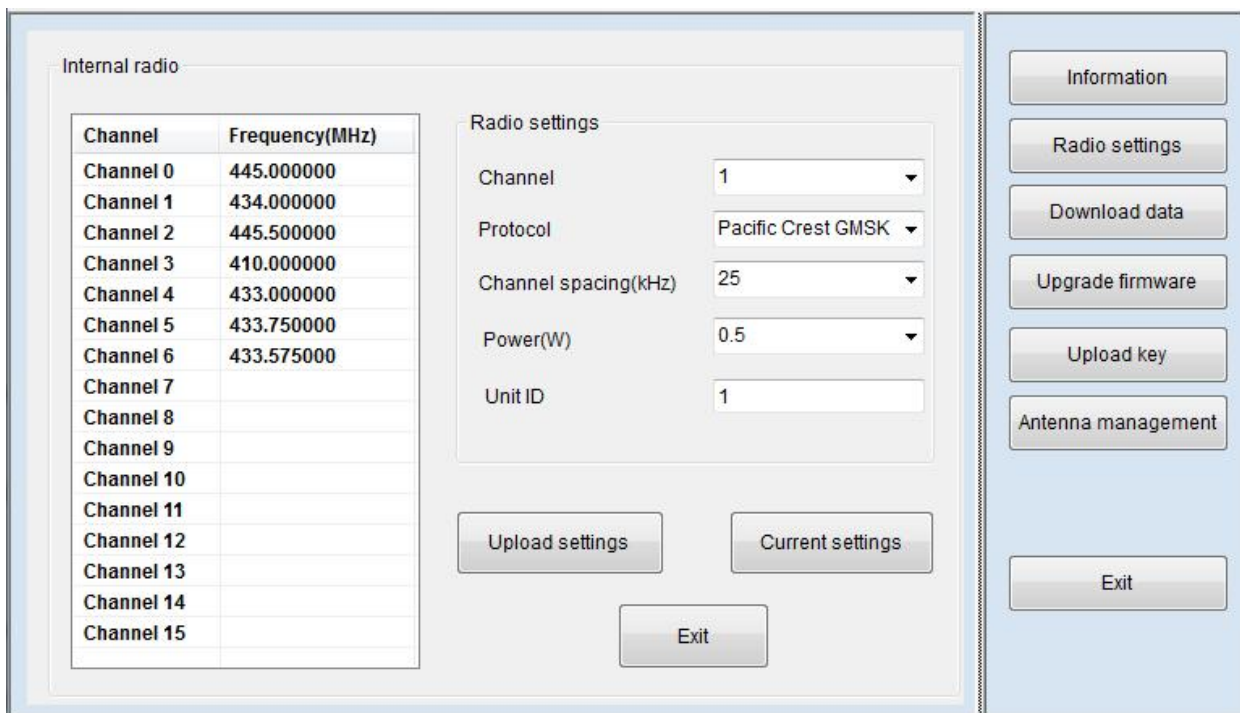 Internal radio
Channel Frequency(MHz)
Channel 0 445.000000
Channel 1 434.000000
Channel 2 445.500000
Channel 3 410.000000
Channel 4 433.000000
Channel 5 433.750000
Channel 6 433.575000
Channel 7
Channel 8
Channel 9
Channel 10
Channel 11
Channel 12
Channel 13
Channel 14
Channel 15
Radio settings
Channel 1
Protocol Pacific Crest GMSK
Channel spacing(kHz) 25
Power(W) 0.5
Unit ID 1
Upload settings Current settings
Exit
Information
Radio settings
Download data
Upgrade firmware
Upload key
Antenna management
Exit